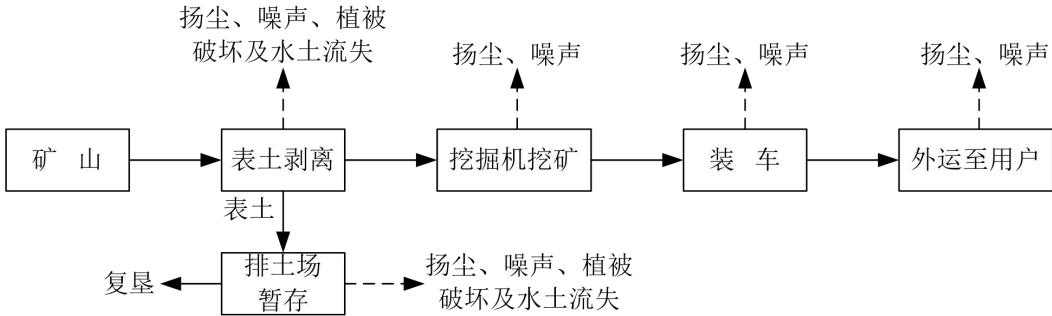 扬尘、噪声、植被
破坏及水土流失
扬尘、噪声
扬尘、噪声
扬尘、噪声
矿 山
表土剥离
挖掘机挖矿
装 车
外运至用户
表土
复垦
排土场
暂存
扬尘、噪声、植被
破坏及水土流失